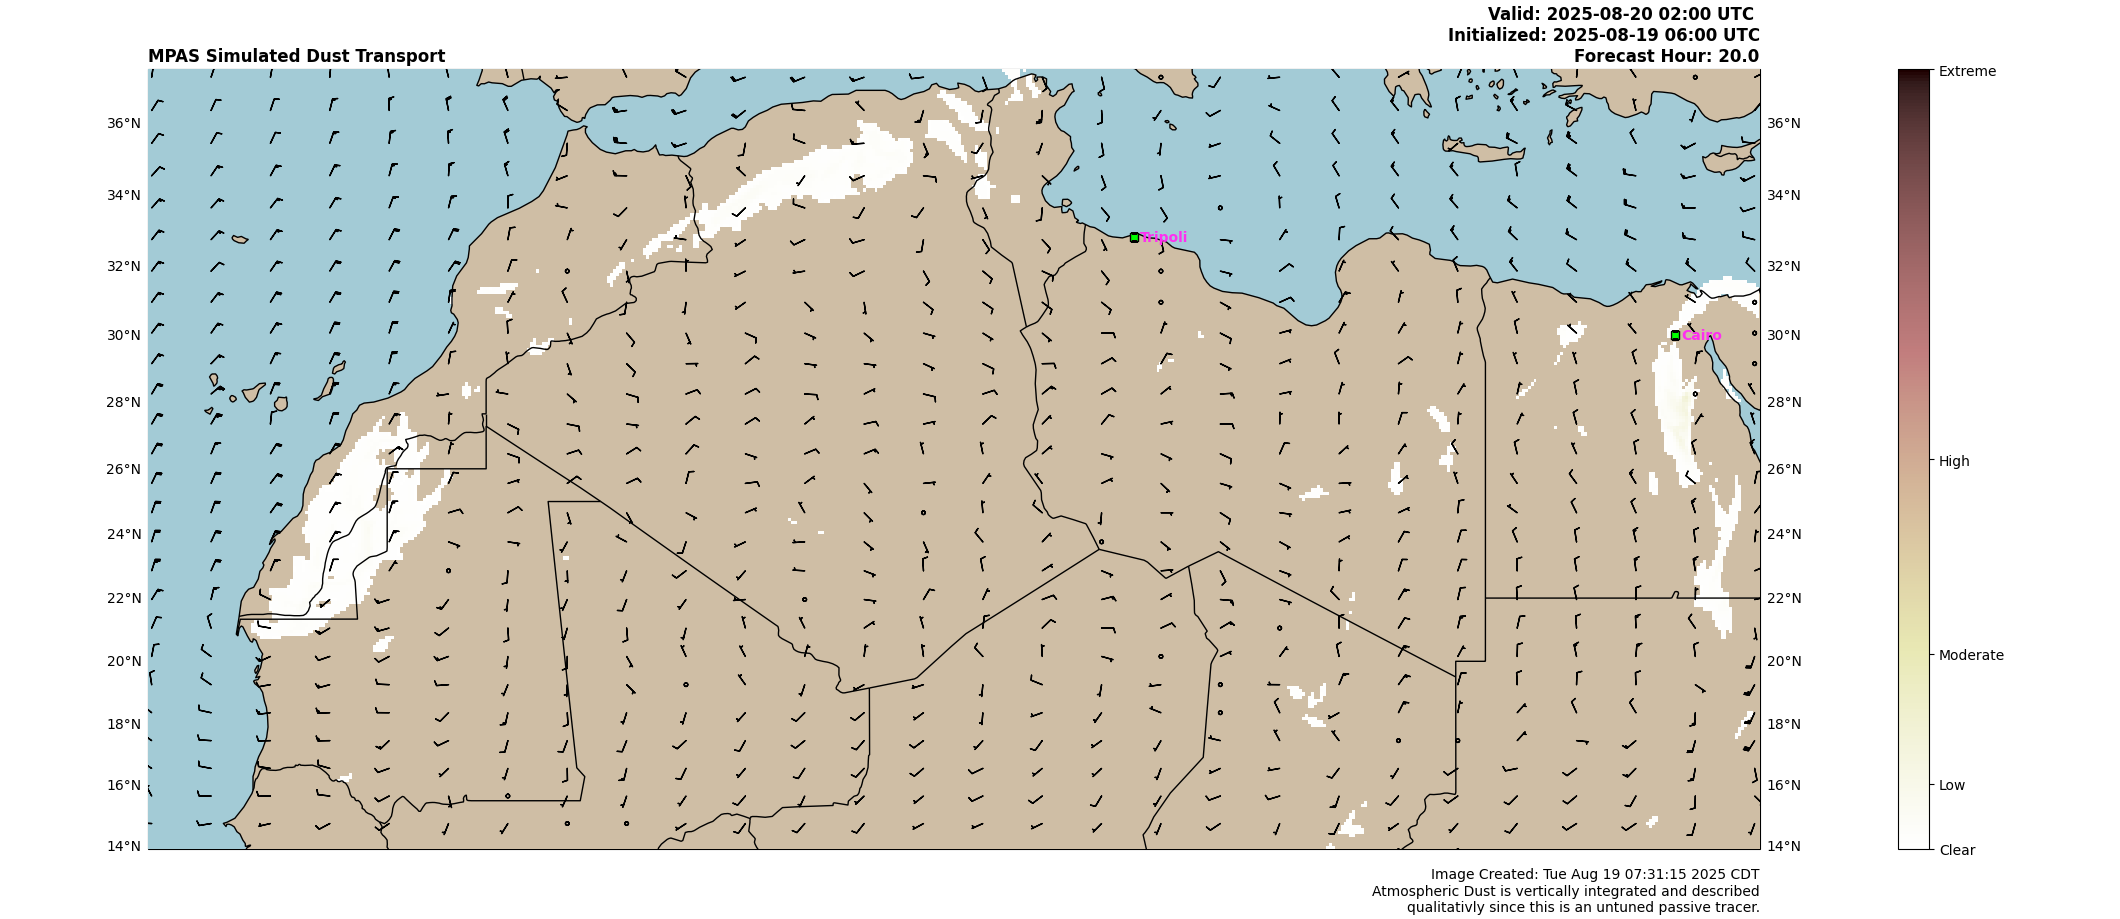 Valid: 2025-08-20 02:00 UTC
Initialized: 2025-08-19 06:00 UTC
MPAS Simulated Dust Transport
Forecast Hour: 20.0
Extreme
36°N
36°N
34°N
34°N
Tripoli
32°N
32°N
30°N
Cairo
30°N
28°N
28°N
26°N
26°N
High
24°N
24°N
22°N
22°N
20°N
20°N
Moderate
18°N
18°N
16°N
16°N
Low
14°N
14°N
Clear
Image Created: Tue Aug 19 07:31:15 2025 CDT
Atmospheric Dust is vertically integrated and described
qualitativly since this is an untuned passive tracer.